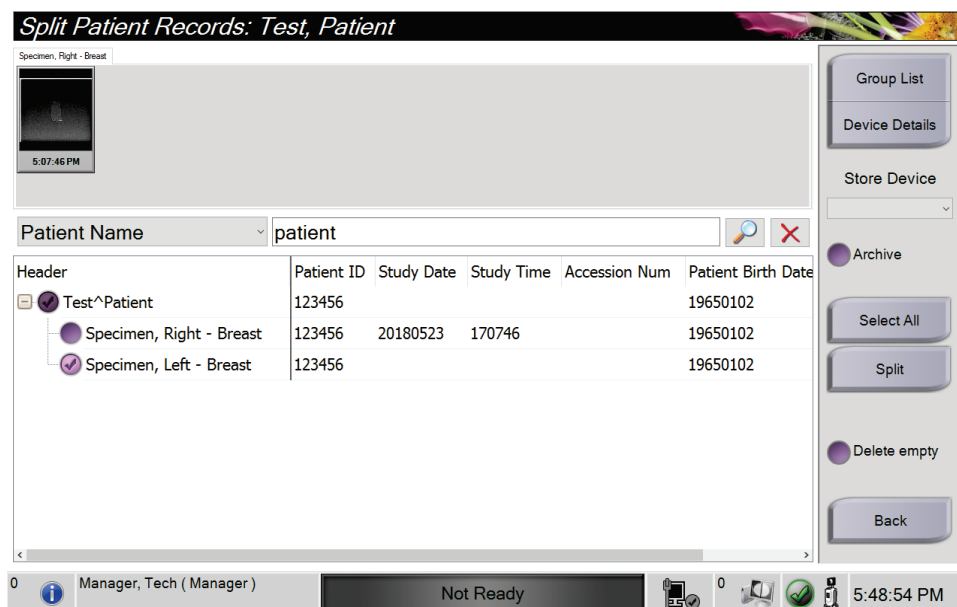 Split Patient Records: Test, Patient
Specimen, Right - Breast
5:07:46 PM
Group List
Device Details
Store Device
Patient Name
patient
Archive
Header Patient ID Study Date Study Time Accession Num Patient Birth Date
Test^Patient 123456 19650102
Specimen, Right - Breast 123456 20180523 170746 19650102
Specimen, Left - Breast 123456 19650102
Select All
Split
Delete empty
Back
0 Manager, Tech ( Manager ) Not Ready 0 5:48:54 PM